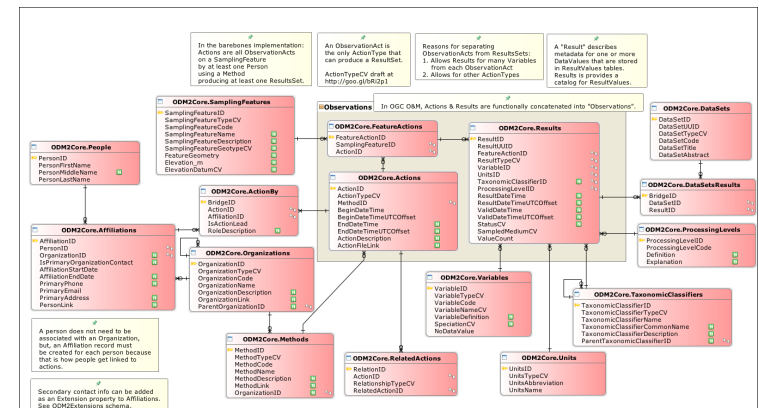 In the barebones implementation:
Actions are all ObservationActs
on a SamplingFeature
by at least one Person
using a Method
producing at least one ResultsSet.
An ObservationAct is
the only ActionType that
can produce a ResultSet.
ActionTypeCV draft at
http://goo.gl/bRi2p1
Reasons for separating
ObservationActs from ResultsSets:
1. Allows Results for many Variables
from each ObservationAct
2. Allows for other ActionTypes
A "Result" describes
metadata for one or more
DataValues that are stored
in ResultValues tables.
Results is provides a
catalog for ResultValues.
Observations
In OGC O&M, Actions & Results are functionally concatenated into "Observations".
ODM2Core.SamplingFeatures
SamplingFeatureID
SamplingFeatureTypeCV
SamplingFeatureCode
SamplingFeatureName
SamplingFeatureDescription
SamplingFeatureGeotypeCV
FeatureGeometry
Elevation_m
ElevationDatumCV
ODM2Core.FeatureActions
FeatureActionID
SamplingFeatureID
ActionID
ODM2Core.Results
ResultID
ResultUUID
FeatureActionID
ResultTypeCV
VariableID
UnitsID
TaxonomicClassifierID
ProcessingLevelID
ResultDateTime
ResultDateTimeUTCOffset
ValidDateTime
ValidDateTimeUTCOffset
StatusCV
SampledMediumCV
ValueCount
ODM2Core.DataSets
DataSetID
DataSetUUID
DataSetTypeCV
DataSetCode
DataSetTitle
DataSetAbstract
ODM2Core.People
PersonID
PersonFirstName
PersonMiddleName
PersonLastName
ODM2Core.ActionBy
BridgeID
ActionID
AffiliationID
IsActionLead
RoleDescription
ODM2Core.Actions
ActionID
ActionTypeCV
MethodID
BeginDateTime
BeginDateTimeUTCOffset
EndDateTime
EndDateTimeUTCOffset
ActionDescription
ActionFileLink
ODM2Core.DataSetsResults
BridgeID
DataSetID
ResultID
ODM2Core.ProcessingLevels
ProcessingLevelID
ProcessingLevelCode
Definition
Explanation
ODM2Core.Affiliations
AffiliationID
PersonID
OrganizationID
IsPrimaryOrganizationContact
AffiliationStartDate
AffiliationEndDate
PrimaryPhone
PrimaryEmail
PrimaryAddress
PersonLink
ODM2Core.Organizations
OrganizationID
OrganizationTypeCV
OrganizationCode
OrganizationName
OrganizationDescription
OrganizationLink
ParentOrganizationID
ODM2Core.Variables
VariableID
VariableTypeCV
VariableCode
VariableNameCV
VariableDefinition
SpeciationCV
NoDataValue
ODM2Core.TaxonomicClassifiers
TaxonomicClassifierID
TaxonomicClassifierTypeCV
TaxonomicClassifierName
TaxonomicClassifierCommonName
TaxonomicClassifierDescription
ParentTaxonomicClassifierID
A person does not need to be
associated with an Organization,
but, an Affiliation record must
be created for each person because
that is how people get linked to
actions.
ODM2Core.Methods
MethodID
MethodTypeCV
MethodCode
MethodName
MethodDescription
MethodLink
OrganizationID
ODM2Core.RelatedActions
RelationID
ActionID
RelationshipTypeCV
RelatedActionID
ODM2Core.Units
UnitsID
UnitsTypeCV
UnitsAbbreviation
UnitsName
Secondary contact info can be added
as an Extension property to Affiliations.
See ODM2Extensions schema.